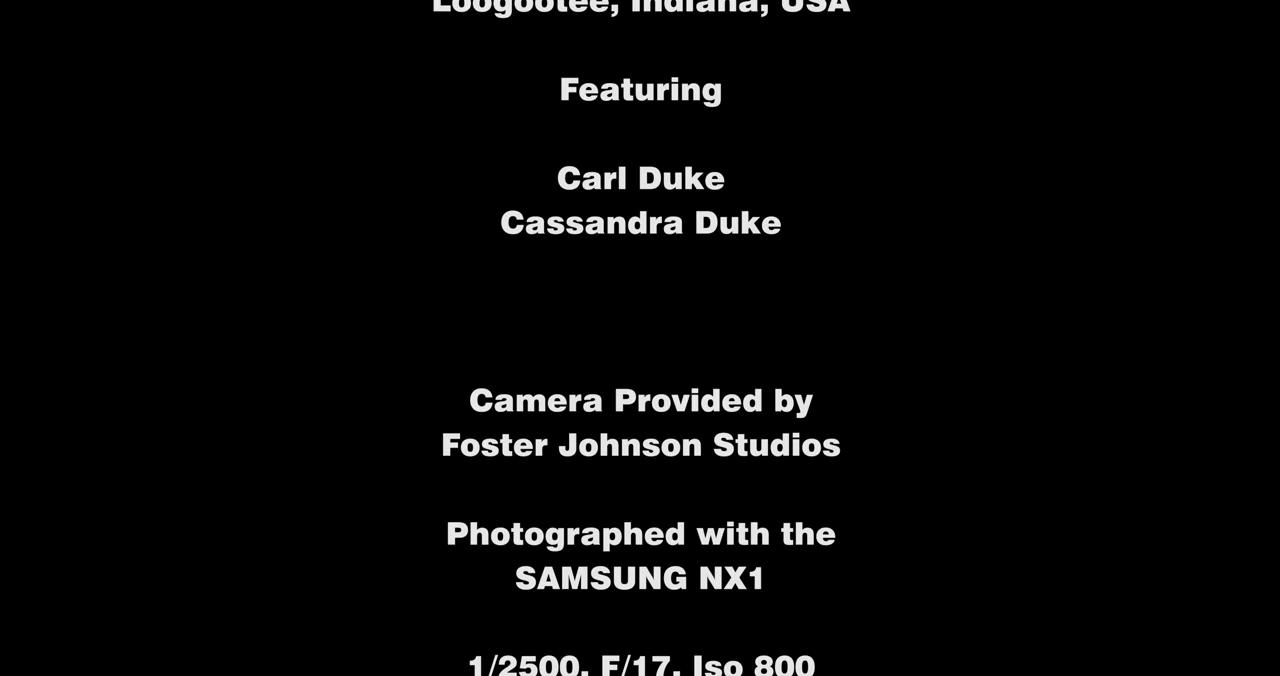 Loogootee, Indiana, USA
Featuring
Carl Duke
Cassandra Duke
Camera Provided by
Foster Johnson Studios
Photographed with the
SAMSUNG NX1
1/2500, F/17, Iso 800